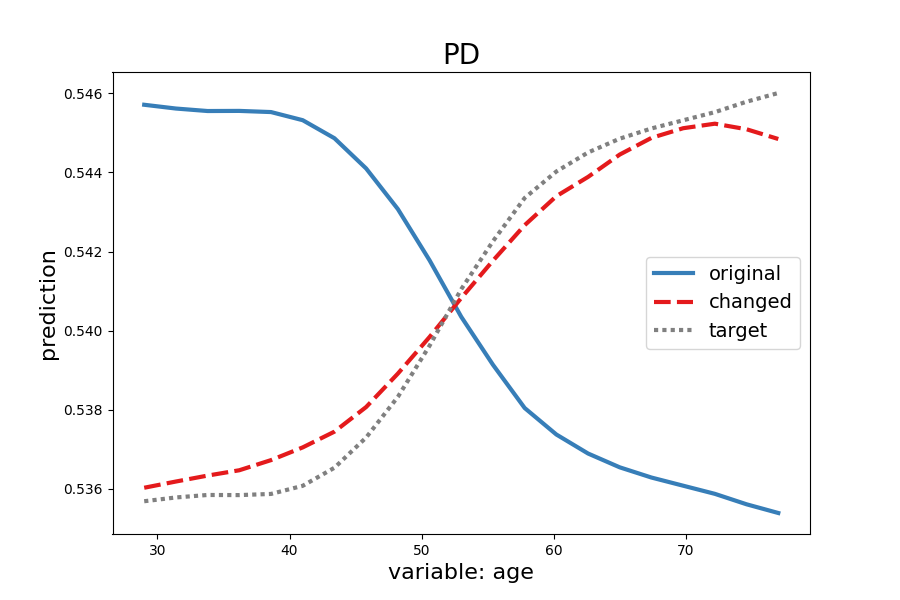 PD
0.546
0.544
0.542
0.540
0.538
0.536
prediction
original
changed
target
30 40 50 60 70
variable: age